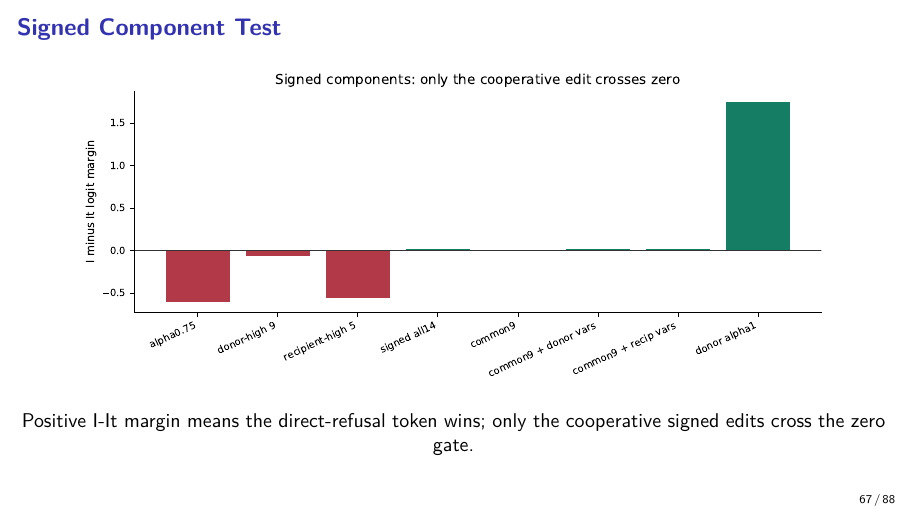 Signed Component Test
Signed components: only the cooperative edit crosses zero
I minus It logit margin
1.5
1.0
0.5
0.0
−0.5
alpha0.75
donor-high 9
recipient-high 5
signed all14
common9
common9 + donor vars
common9 + recip vars
donor alpha1
Positive I-It margin means the direct-refusal token wins; only the cooperative signed edits cross the zero
gate.
67 / 88